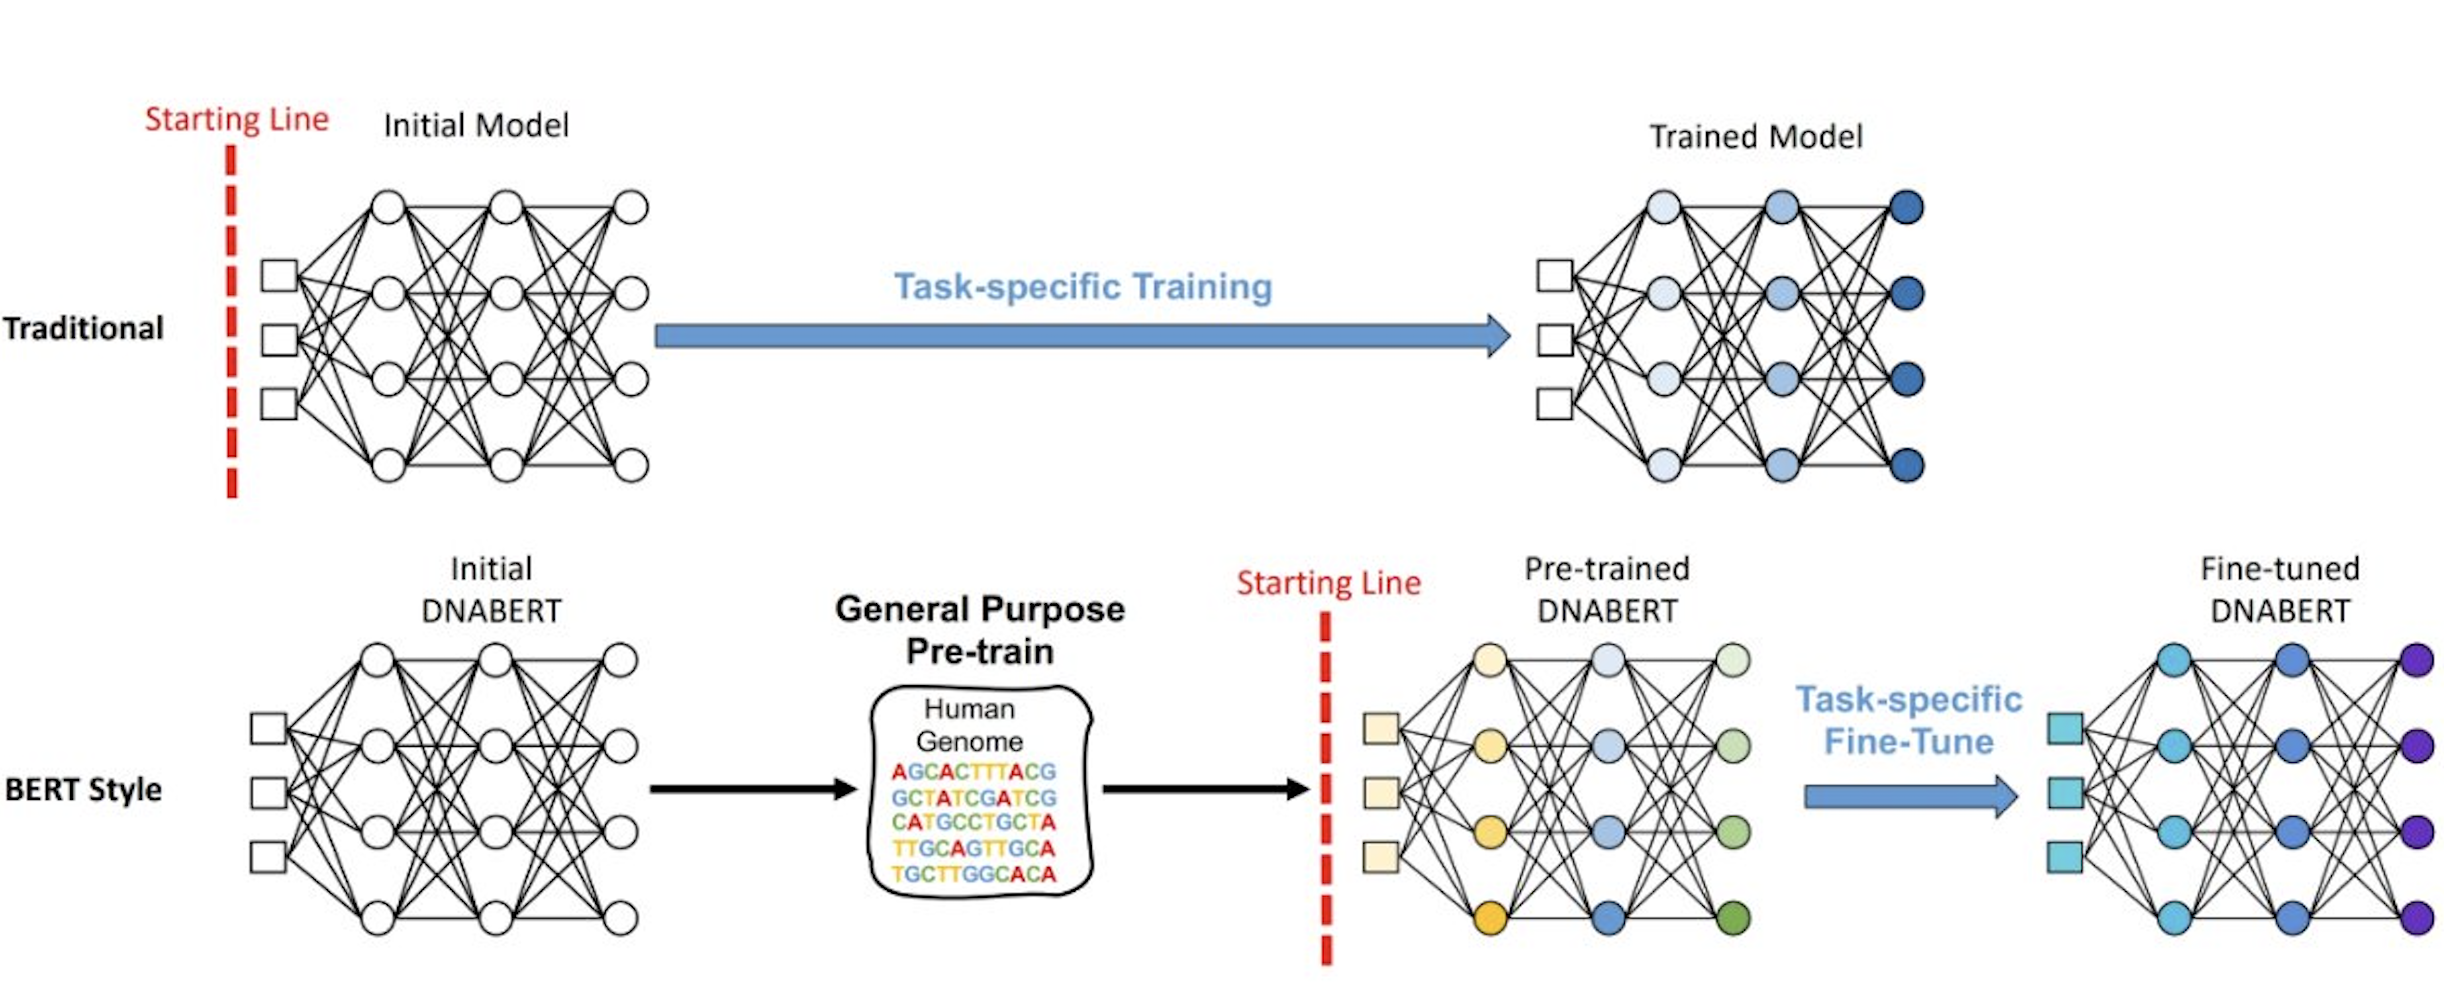 Starting Line
Initial Model
Trained Model
Traditional
Task-specific Training
Initial
DNABERT
General Purpose
Pre-train
Starting Line
Pre-trained
DNABERT
Fine-tuned
DNABERT
BERT Style
Human
Genome
AGCACTTTACG
GCTATCGATCG
CATGCCTGCTA
TTGCAGTTGCA
TGCTTGGCACA
Task-specific
Fine-Tune